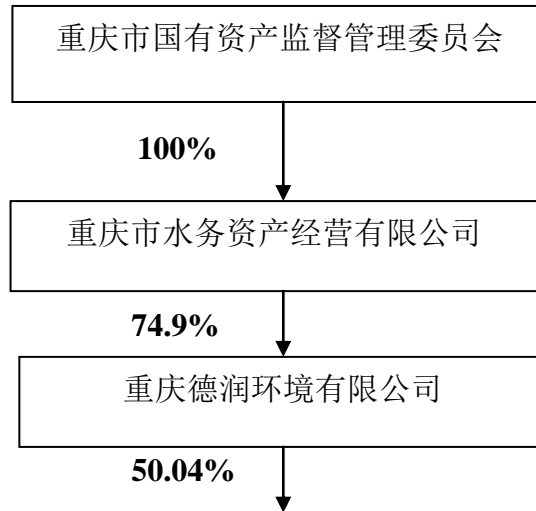 重庆市国有资产监督管理委员会
100%
重庆市水务资产经营有限公司
74.9%
重庆德润环境有限公司
50.04%